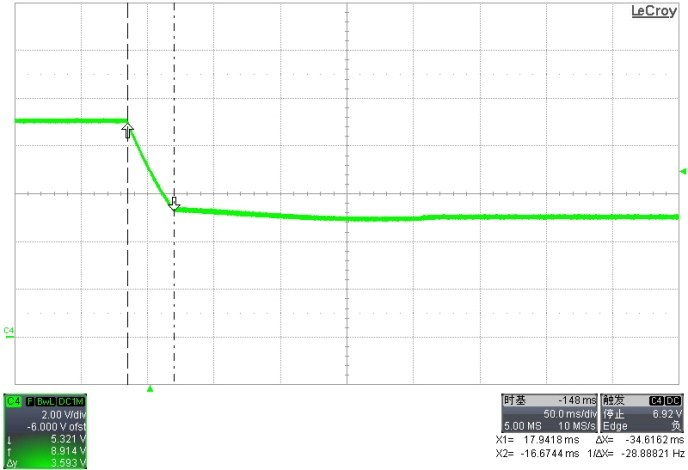 LeCroy
C4
C4 F BwL DC1M
2.00 V/div
-6.000 V ofst
↓ 5.321 V
↑ 8.914 V
Δy 3.593 V
时基 -148 ms
50.0 ms/div
5.00 MS 10 MS/s
触发 C4 DC
停止 6.92 V
Edge 负
X1= 17.9418 ms ΔX= -34.6162 ms
X2= -16.6744 ms 1/ΔX= -28.88821 Hz